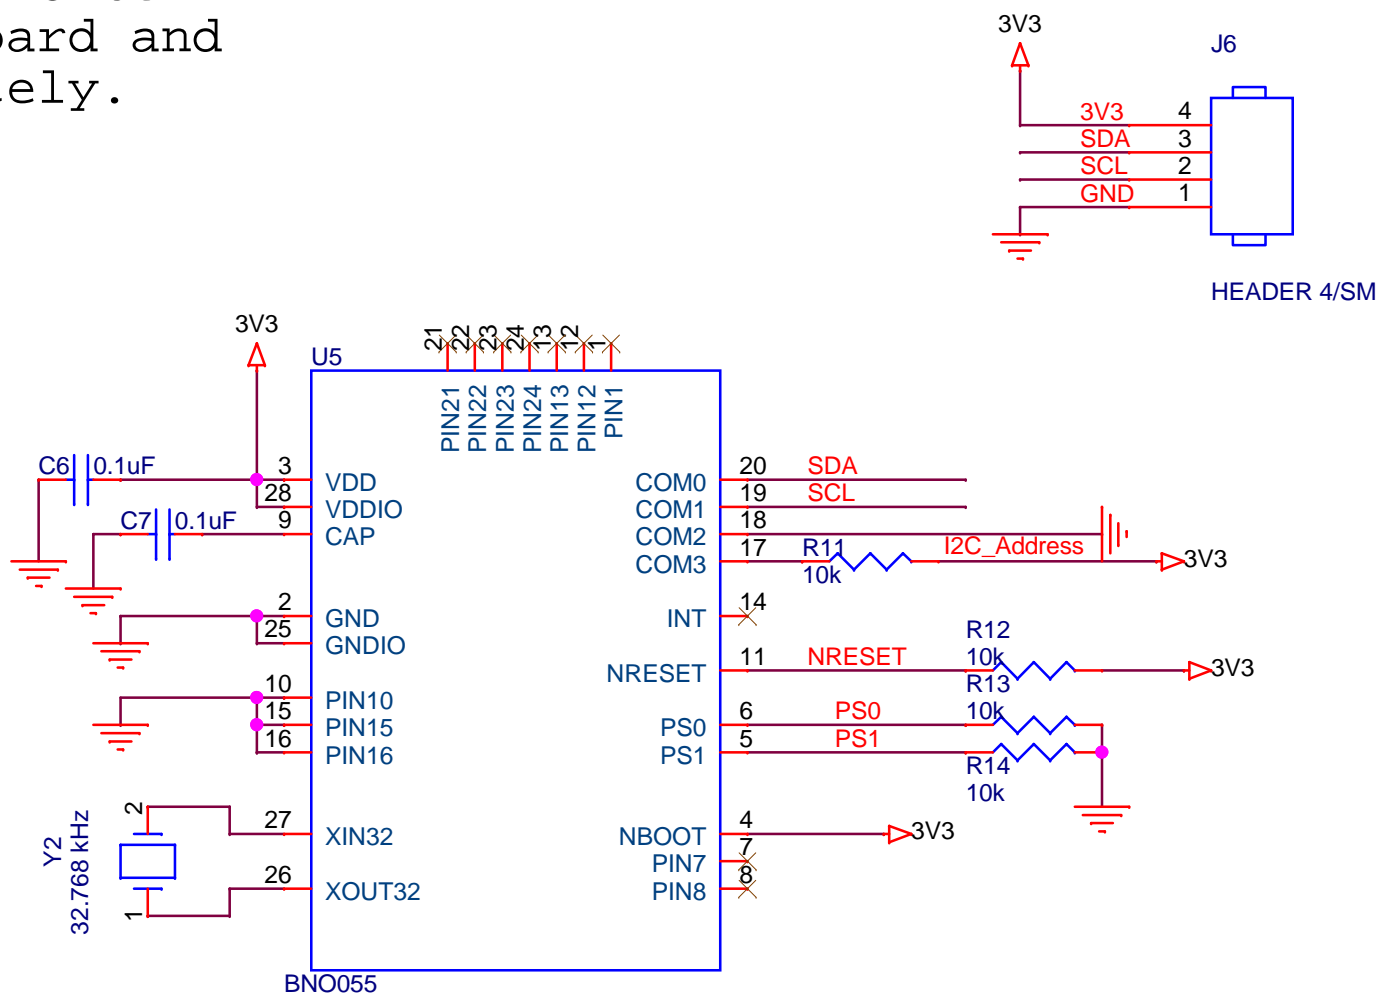 oard and
ely.
3V3
J6
3V3 4
SDA 3
SCL 2
GND 1
HEADER 4/SM
3V3
U5
21 22 23 24 13 12 1
PIN21 PIN22 PIN23 PIN24 PIN13 PIN12 PIN1
C6 0.1uF
3 VDD
28 VDDIO
C7 0.1uF
9 CAP
2 GND
25 GNDIO
10 PIN10
15 PIN15
16 PIN16
27 XIN32
26 XOUT32
Y2
32.768 kHz
2
1
COM0 20 SDA
COM1 19 SCL
COM2 18
COM3 17 R11 10k I2C_Address 3V3
INT 14
NRESET 11 NRESET R12 10k 3V3
PS0 6 PS0 R13 10k
PS1 5 PS1 R14 10k
NBOOT 4 3V3
PIN7 7
PIN8 8
BNO055